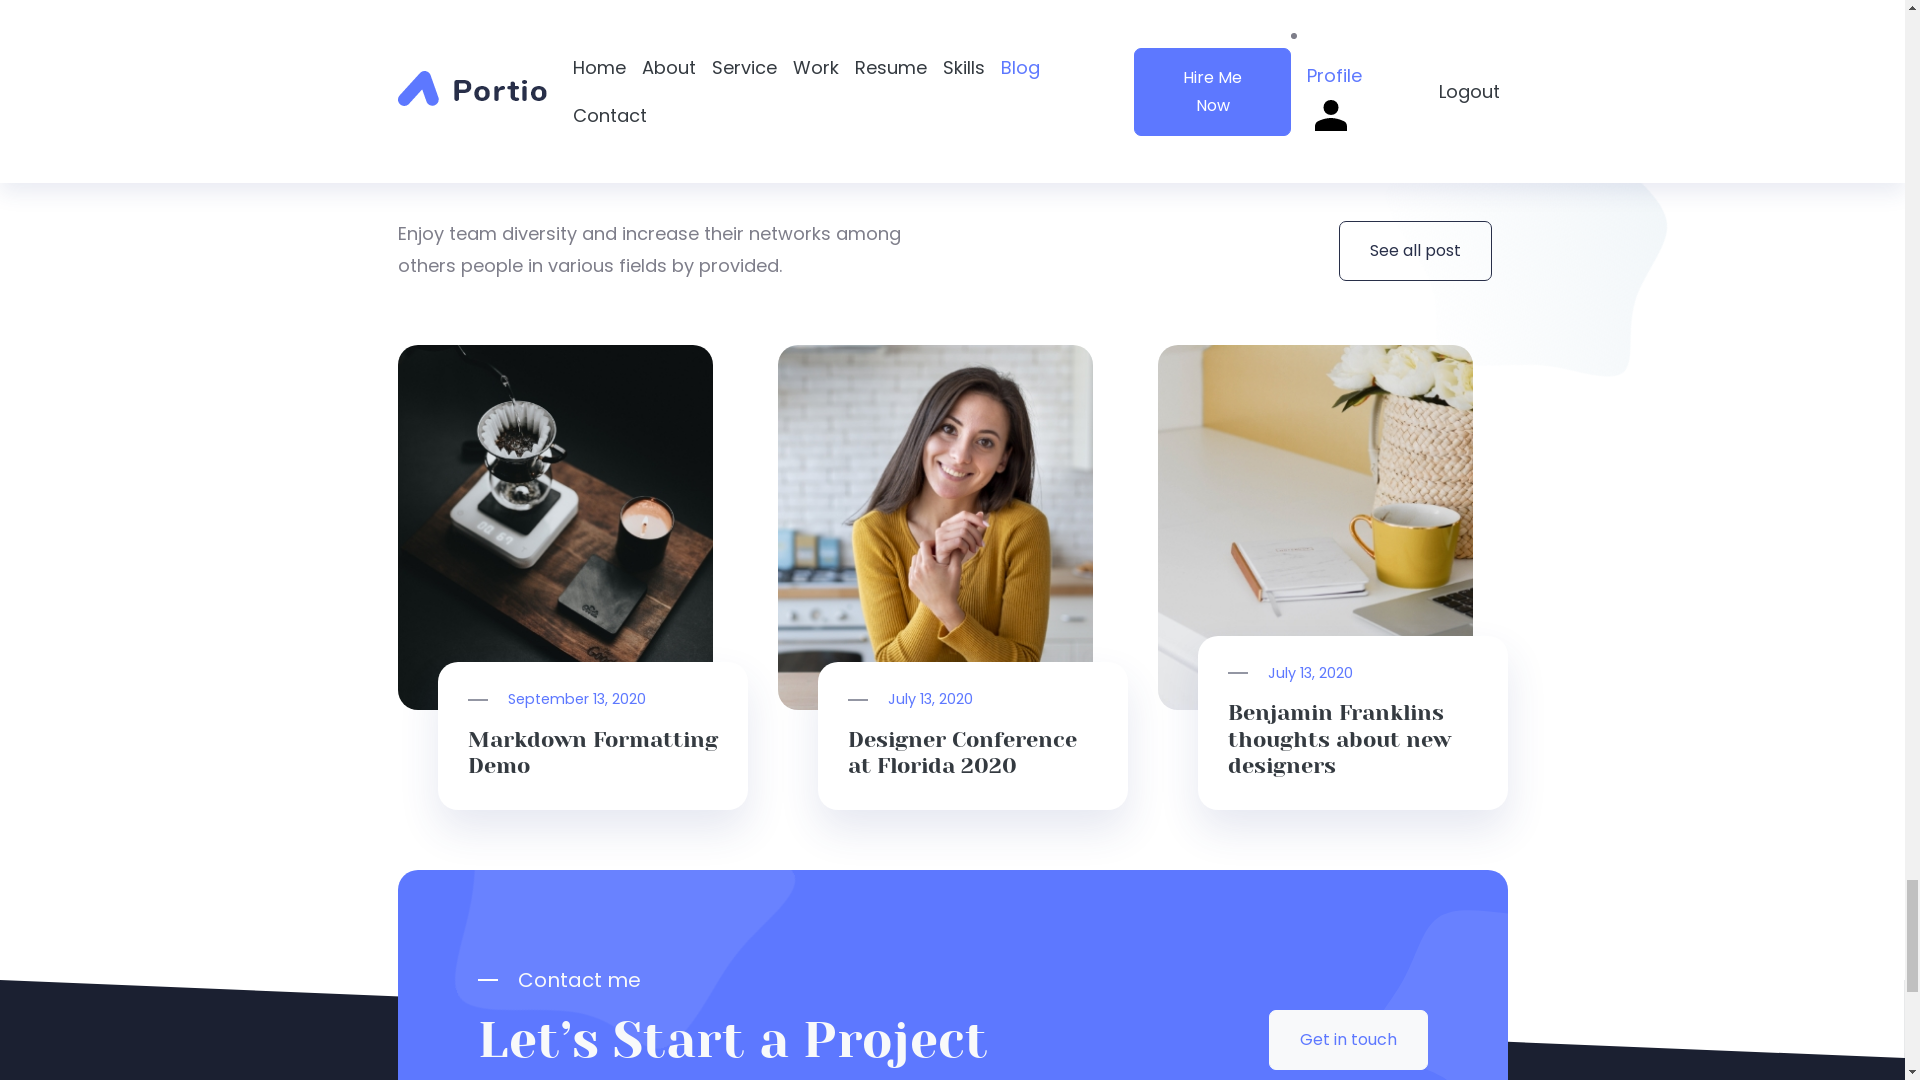 Portio
Home About Service Work Resume Skills Blog
Contact
Hire Me
Now
Profile
Logout
Enjoy team diversity and increase their networks among
others people in various fields by provided.
See all post
September 13, 2020
Markdown Formatting
Demo
July 13, 2020
Designer Conference
at Florida 2020
July 13, 2020
Benjamin Franklins
thoughts about new
designers
Contact me
Let’s Start a Project
Get in touch